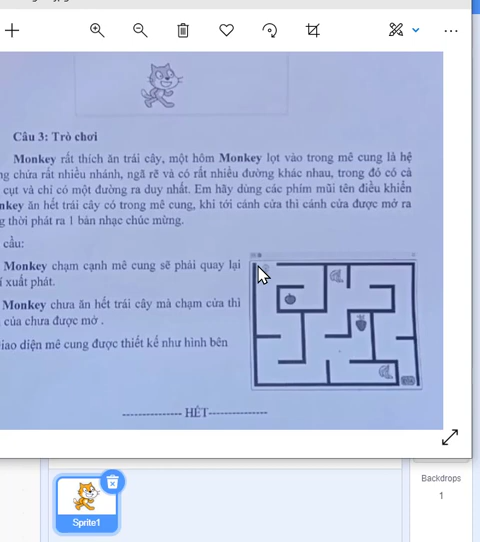 Câu 3: Trò chơi
Monkey rất thích ăn trái cây, một hôm Monkey lọt vào trong mê cung là hệ
ng chứa rất nhiều nhánh, ngã rẽ và có rất nhiều đường khác nhau, trong đó có cả
cụt và chỉ có một đường ra duy nhất. Em hãy dùng các phím mũi tên điều khiển
nkey ăn hết trái cây có trong mê cung, khi tới cánh cửa thì cánh cửa được mở ra
g thời phát ra 1 bản nhạc chúc mừng.
cầu:
Monkey chạm cạnh mê cung sẽ phải quay lại
í xuất phát.
Monkey chưa ăn hết trái cây mà chạm cửa thì
cửa chưa được mở .
iao diện mê cung được thiết kế như hình bên
HẾT
Backdrops
1
Sprite1